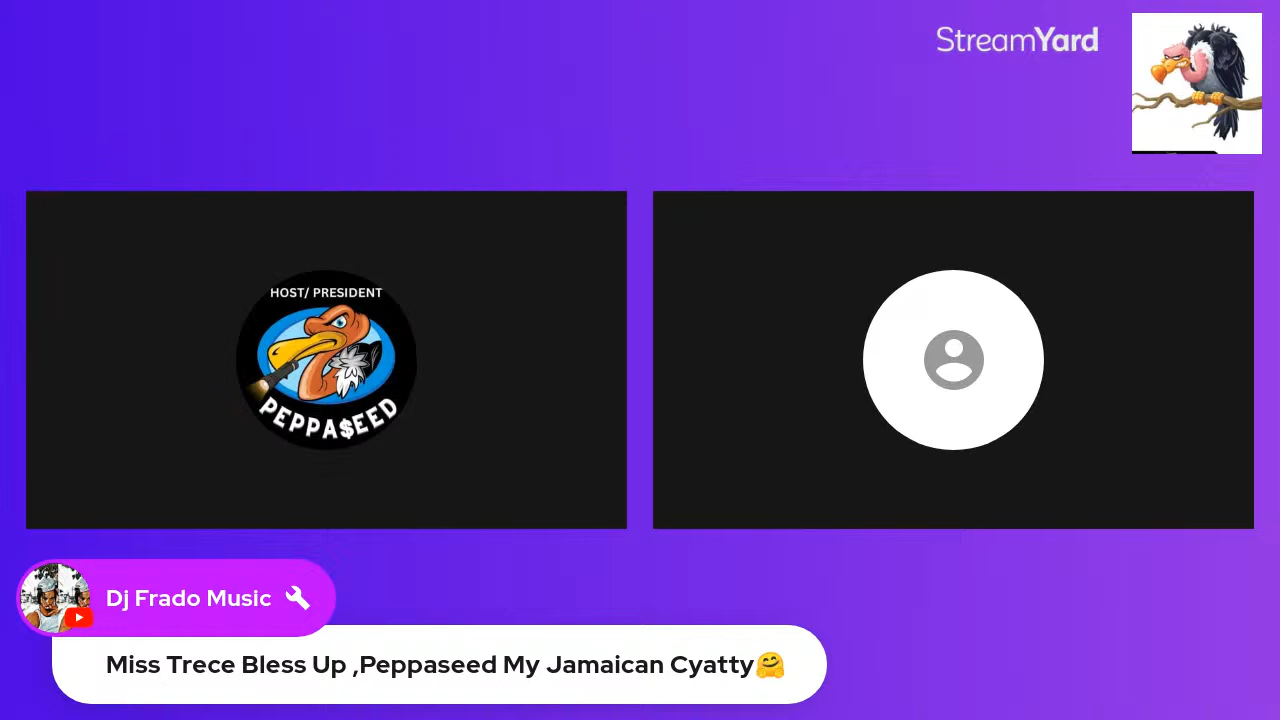 StreamYard
HOST/ PRESIDENT
PEPPA$EED
Dj Frado Music
Miss Trece Bless Up ,Peppaseed My Jamaican Cyatty🤗